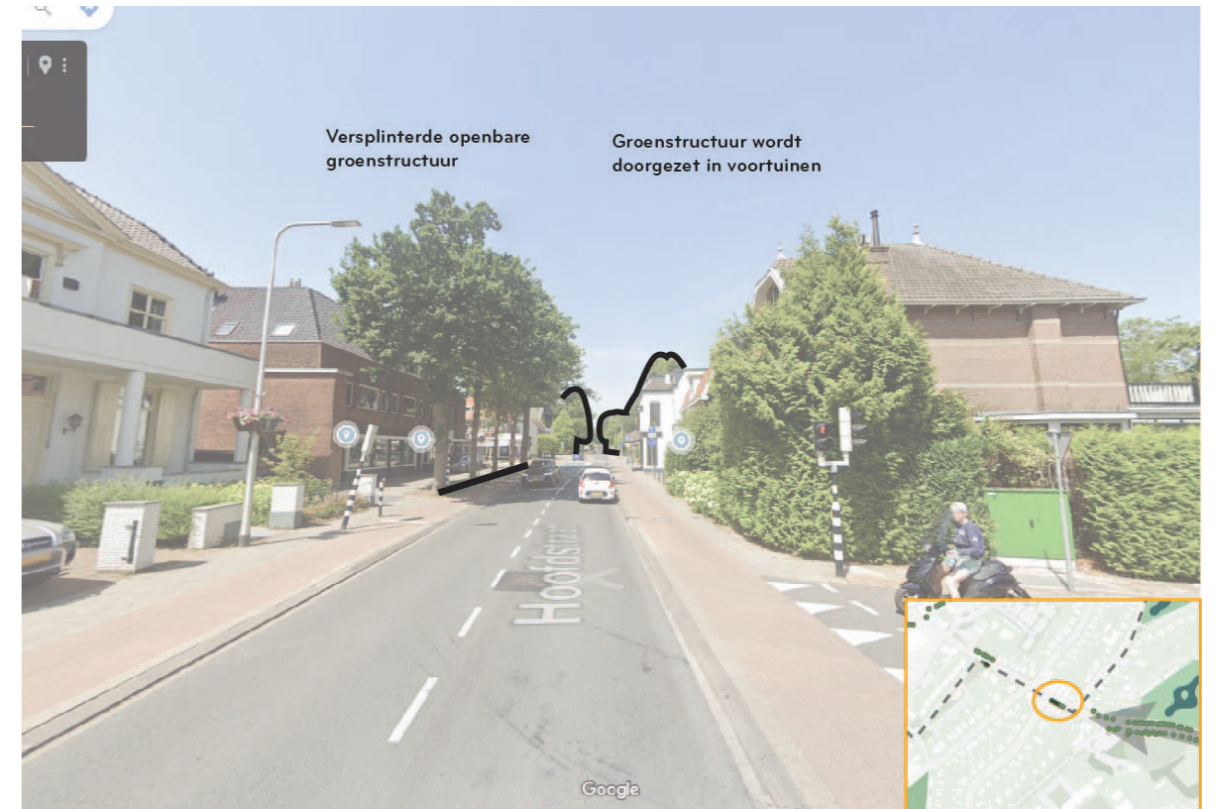 Versplinterde openbare
groenstructuur
Groenstructuur wordt
doorgezet in voortuinen
Hoofdstraat
Google